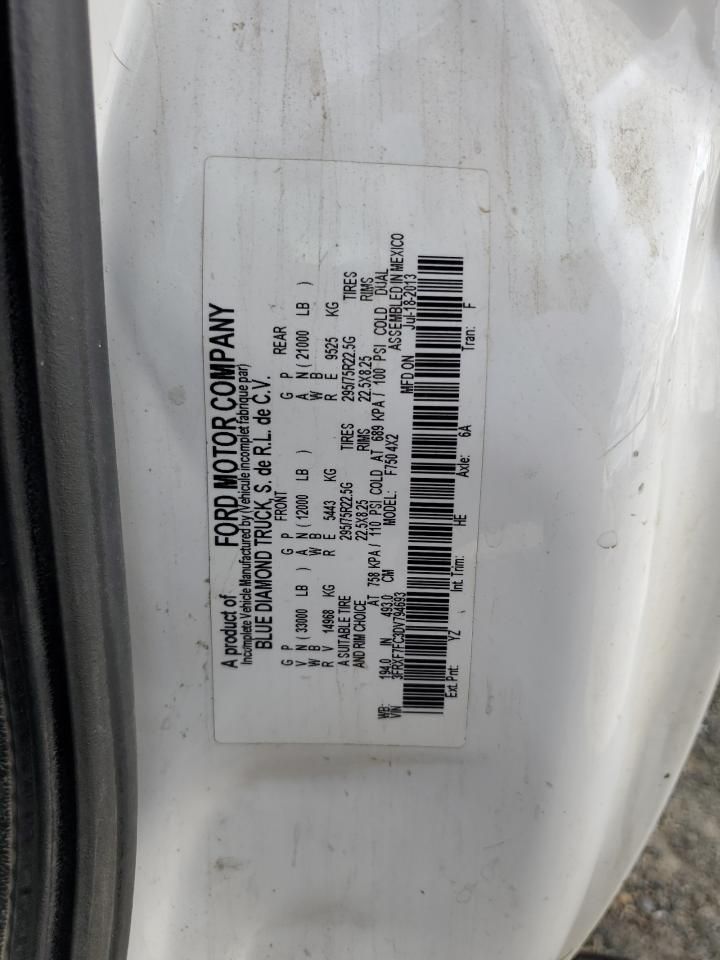 A product of FORD MOTOR COMPANY
Incomplete Vehicle Manufactured by (Vehicule incomplet fabrique par)
BLUE DIAMOND TRUCK, S. de R.L. de C.V.
FRONT REAR
G P G P G P
V N ( 33000 LB ) A N ( 12000 LB ) A N ( 21000 LB )
W B W B W B
R V 14968 KG R E 5443 KG R E 9525 KG
A SUITABLE TIRE 295/75R22.5G TIRES 295/75R22.5G TIRES
AND RIM CHOICE 22.5X8.25 RIMS 22.5X8.25 RIMS
AT 758 KPA / 110 PSI COLD AT 689 KPA / 100 PSI COLD DUAL
WB: 194.0 IN 493.0 CM MODEL: F750 4X2 ASSEMBLED IN MEXICO
VIN 3FRXF7FC3DV794693 MFD ON Jul-18-2013
Ext. Pnt: YZ Int. Trim: HE Axle: 6A Tran: F